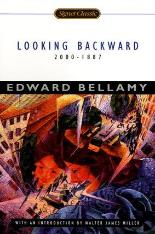 Signet Classic
LOOKING BACKWARD
2000-1887
EDWARD BELLAMY
WITH AN INTRODUCTION BY WALTER JAMES MILLER